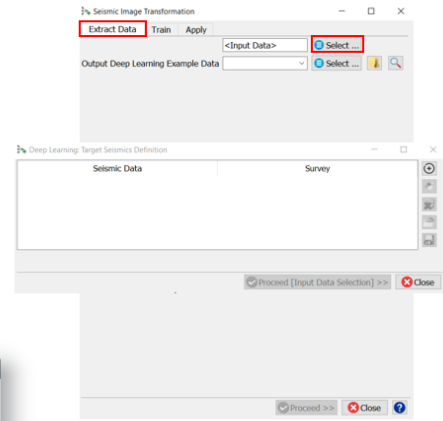 Seismic Image Transformation
Extract Data Train Apply
<Input Data> Select ...
Output Deep Learning Example Data Select ...
Deep Learning: Target Seismics Definition
Seismic Data Survey
Proceed [Input Data Selection] >> Close
Proceed >> Close ?